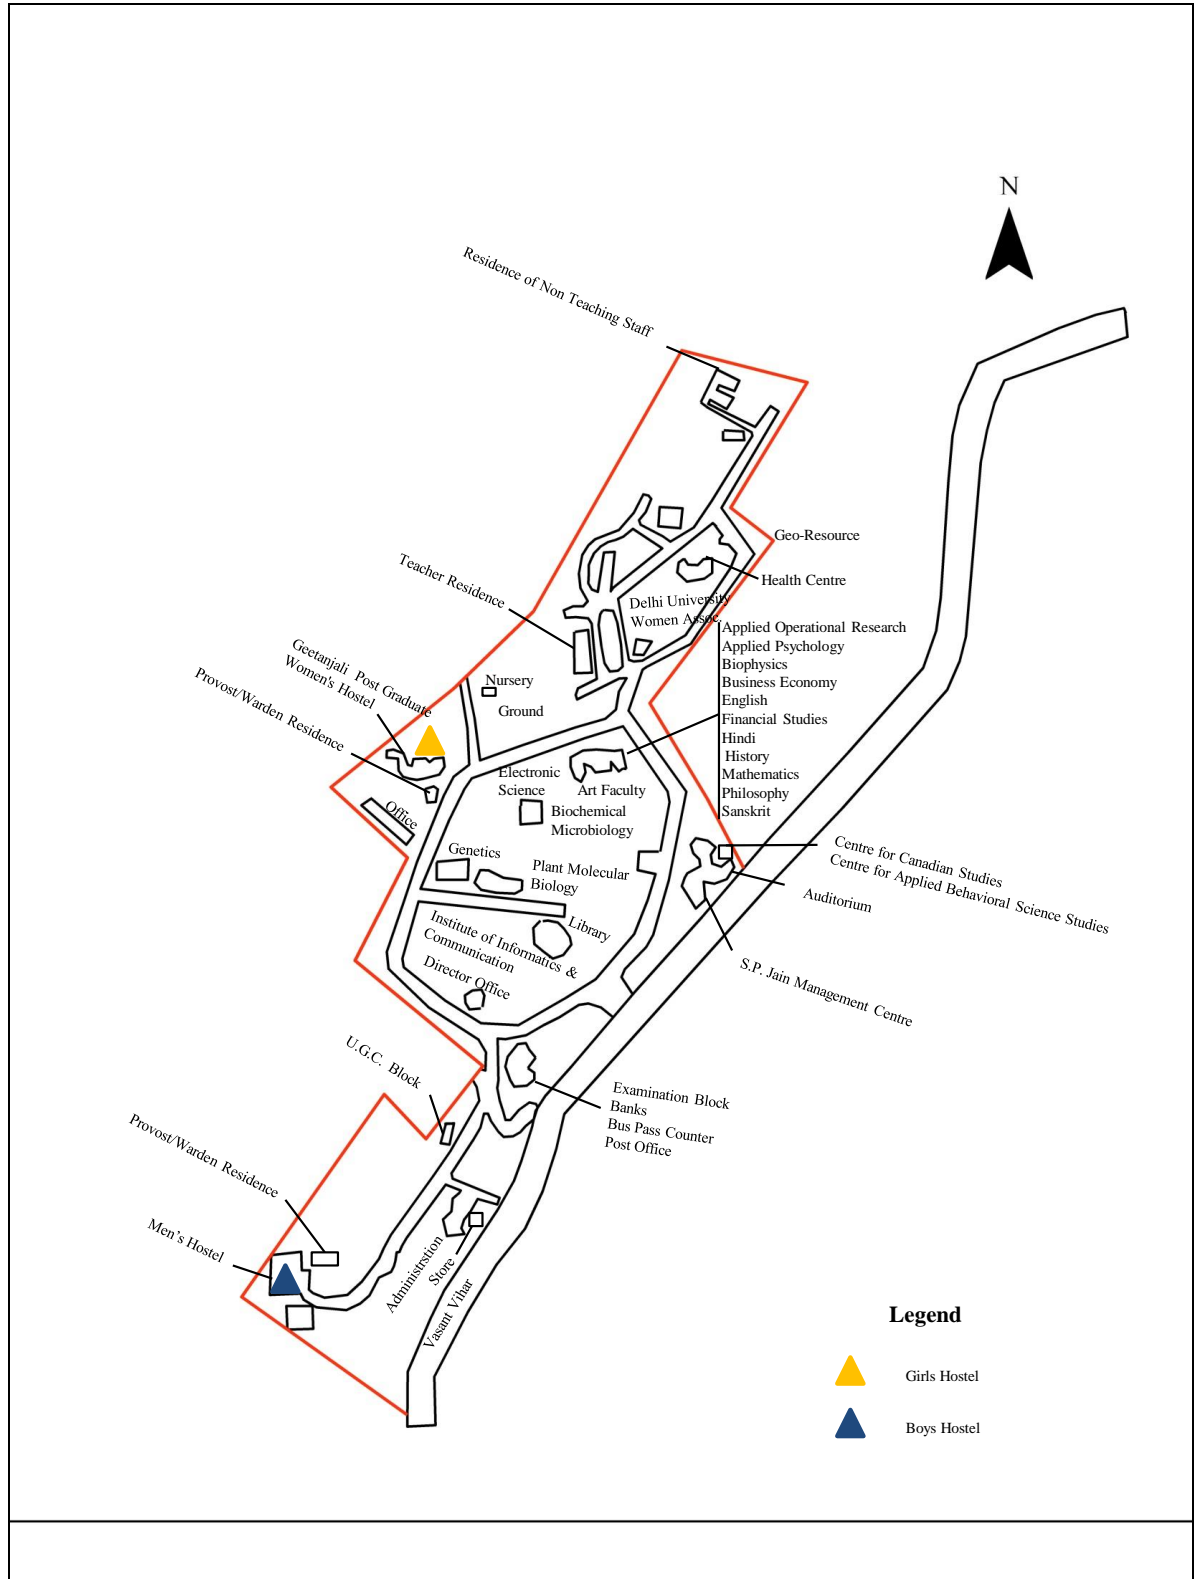 N
Residence of Non Teaching Staff
Geo-Resource
Teacher Residence
Health Centre
Delhi University
Women Assoc.
Applied Operational Research
Applied Psychology
Biophysics
Business Economy
English
Financial Studies
Hindi
History
Mathematics
Philosophy
Sanskrit
Geetanjali Post Graduate
Women's Hostel
Provost/Warden Residence
Nursery
Ground
Electronic
Science
Art Faculty
Office
Biochemical
Microbiology
Genetics
Plant Molecular
Biology
Centre for Canadian Studies
Centre for Applied Behavioral Science Studies
Auditorium
Library
Institute of Informatics &
Communication
Director Office
S.P. Jain Management Centre
U.G.C. Block
Examination Block
Banks
Bus Pass Counter
Post Office
Provost/Warden Residence
Men's Hostel
Administrstion
Store
Vasant Vihar
Legend
Girls Hostel
Boys Hostel